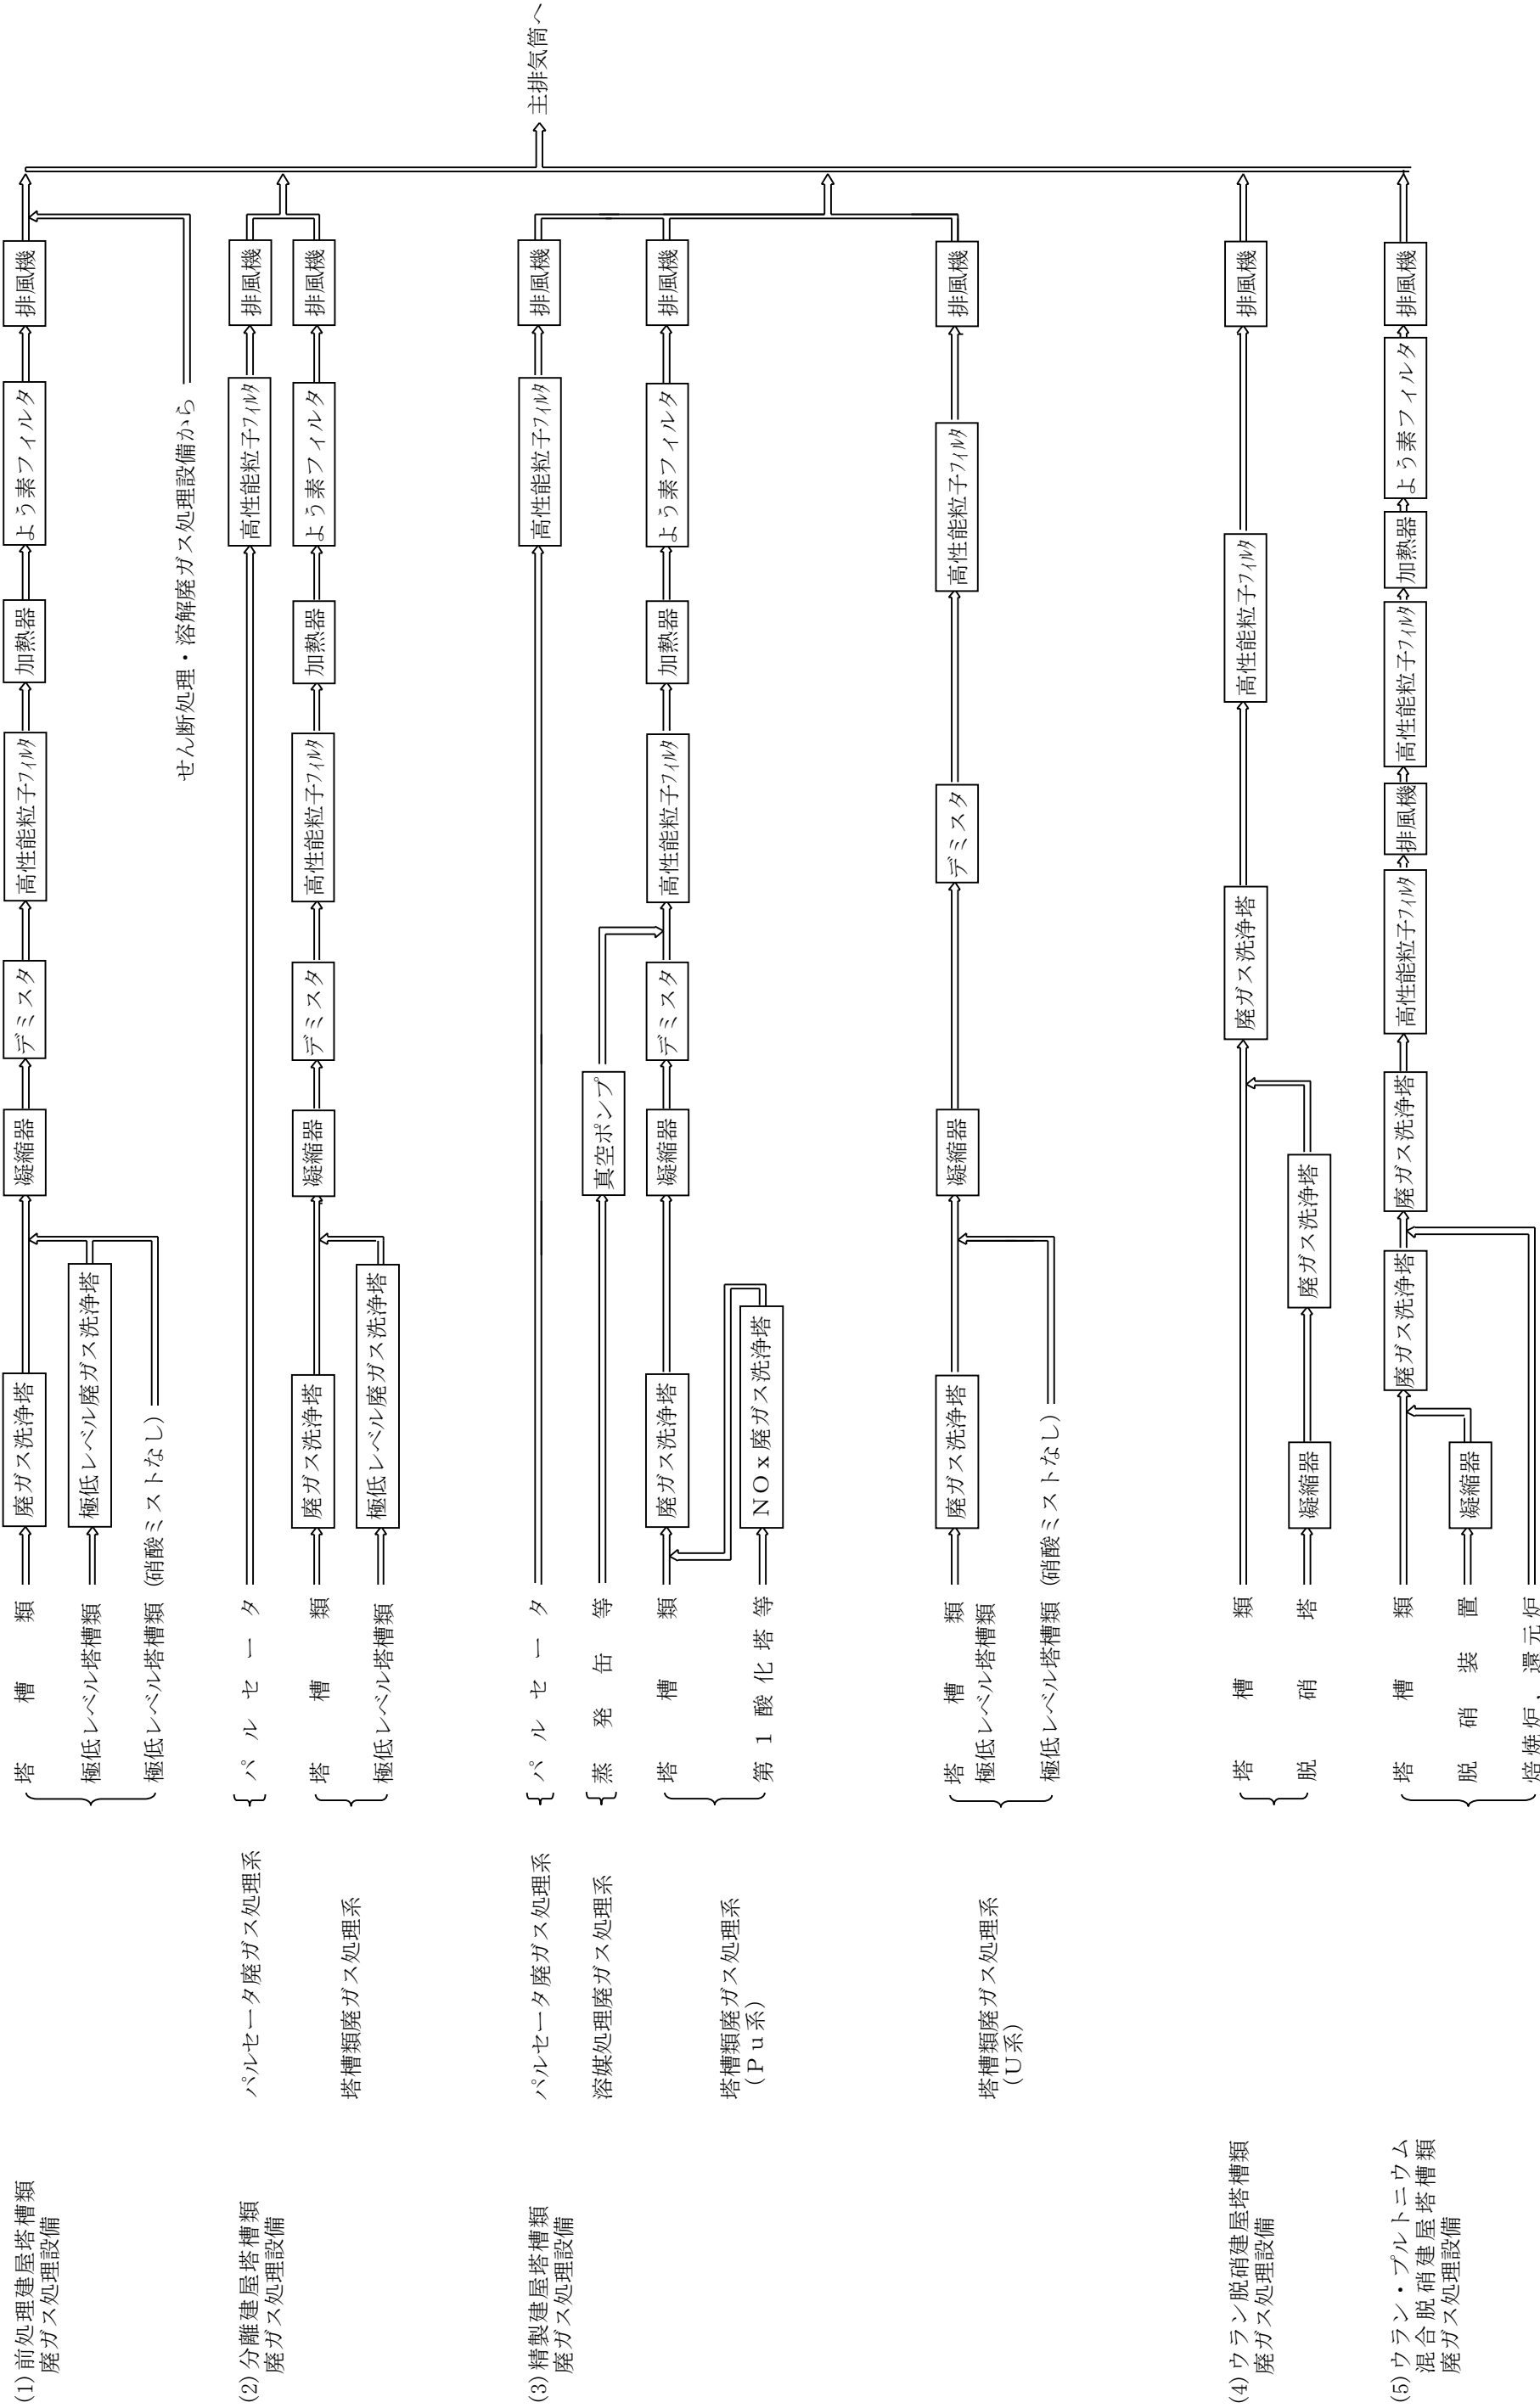 (1)前処理建屋塔槽類
廃ガス処理設備
塔槽類
廃ガス洗浄塔
凝縮器
デミスタ
高性能粒子フィルタ
加熱器
よう素フィルタ
排風機
極低レベル塔槽類
極低レベル廃ガス洗浄塔
極低レベル塔槽類(硝酸ミストなし)
せん断処理・溶解廃ガス処理設備から
主排気筒へ
(2)分離建屋塔槽類
廃ガス処理設備
パルセータ廃ガス処理系
パルセータ
高性能粒子フィルタ
排風機
塔槽類廃ガス処理系
塔槽類
廃ガス洗浄塔
凝縮器
デミスタ
高性能粒子フィルタ
加熱器
よう素フィルタ
排風機
極低レベル塔槽類
極低レベル廃ガス洗浄塔
(3)精製建屋塔槽類
廃ガス処理設備
パルセータ廃ガス処理系
パルセータ
高性能粒子フィルタ
排風機
溶媒処理廃ガス処理系
蒸発缶等
真空ポンプ
塔槽類廃ガス処理系
(Pu系)
塔槽類
廃ガス洗浄塔
凝縮器
デミスタ
高性能粒子フィルタ
加熱器
よう素フィルタ
排風機
第1酸化塔等
NOx廃ガス洗浄塔
塔槽類廃ガス処理系
(U系)
塔槽類
極低レベル塔槽類
廃ガス洗浄塔
凝縮器
デミスタ
高性能粒子フィルタ
排風機
極低レベル塔槽類(硝酸ミストなし)
(4)ウラン脱硝建屋塔槽類
廃ガス処理設備
塔槽類
廃ガス洗浄塔
高性能粒子フィルタ
排風機
脱硝塔
凝縮器
廃ガス洗浄塔
(5)ウラン・プルトニウム
混合脱硝建屋塔槽類
廃ガス処理設備
塔槽類
廃ガス洗浄塔
廃ガス洗浄塔
高性能粒子フィルタ
排風機
高性能粒子フィルタ
加熱器
よう素フィルタ
排風機
脱硝装置
凝縮器
焙焼炉，還元炉